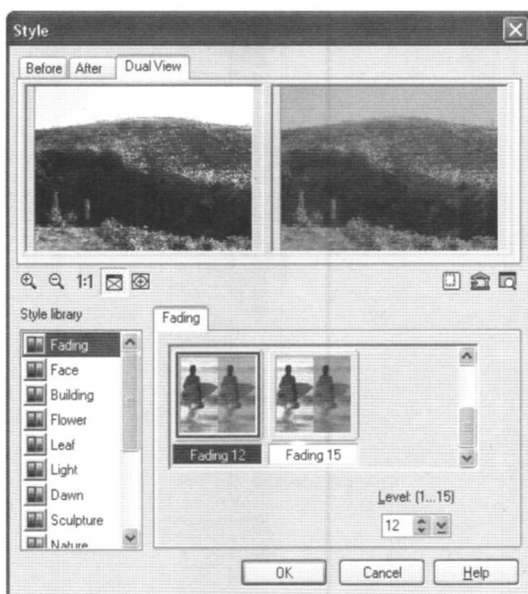 Style
Before After Dual View
1:1
Style library
Fading
Face
Building
Flower
Leaf
Light
Dawn
Sculpture
Nature
Fading
Fading 12 Fading 15
Level: (1...15)
12
OK Cancel Help